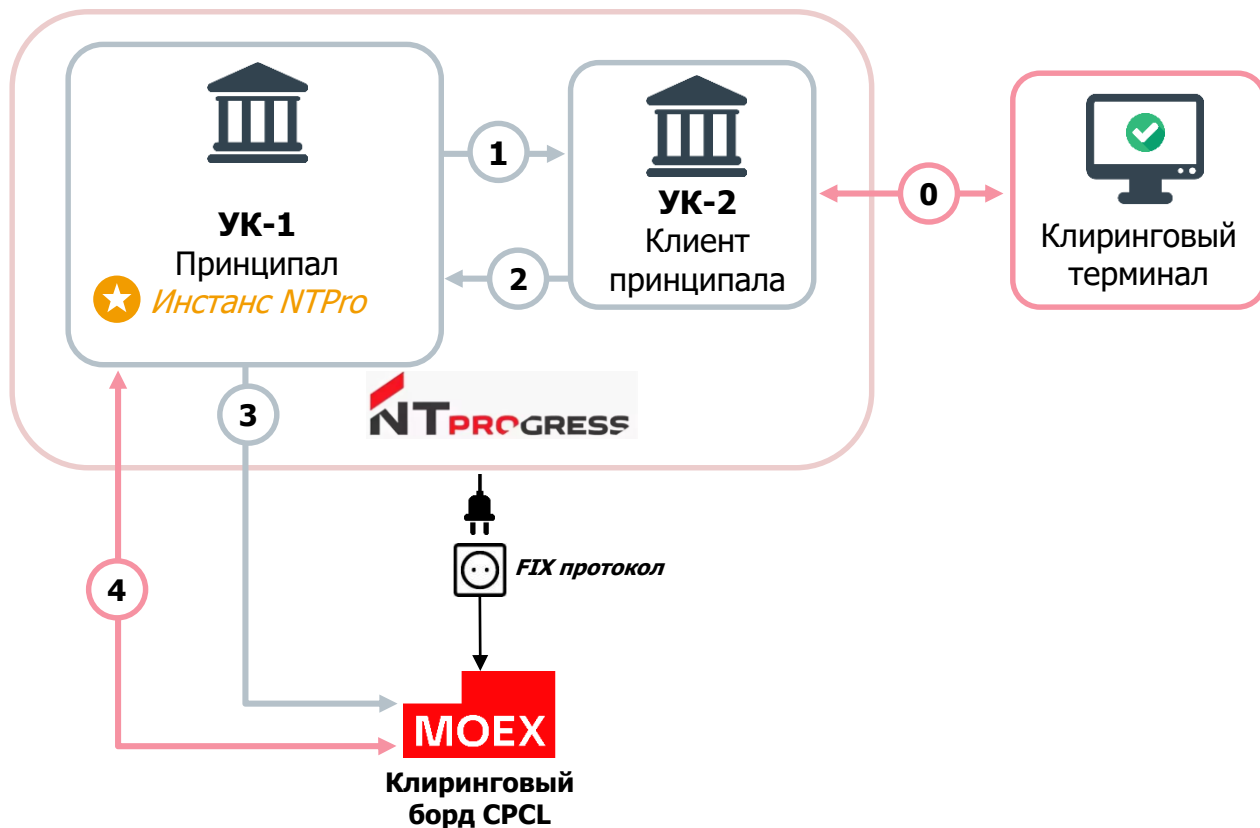 УК-1
Принципал
Инстанс NTPro
1
2
УК-2
Клиент
принципала
0
Клиринговый
терминал
3
NTPROGRESS
4
FIX протокол
MOEX
Клиринговый
борд CPCL